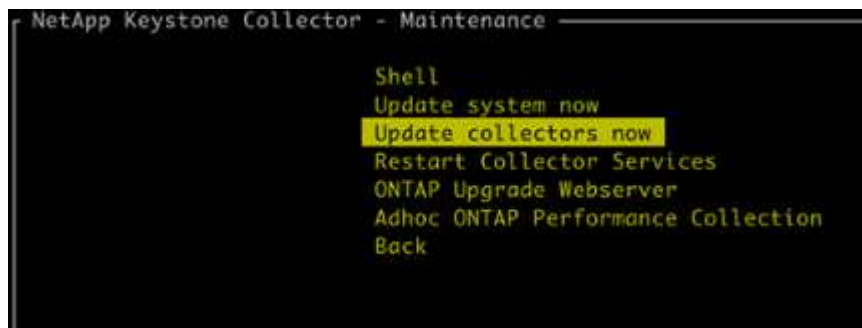 NetApp Keystone Collector - Maintenance
Shell
Update system now
Update collectors now
Restart Collector Services
ONTAP Upgrade Webserver
Adhoc ONTAP Performance Collection
Back